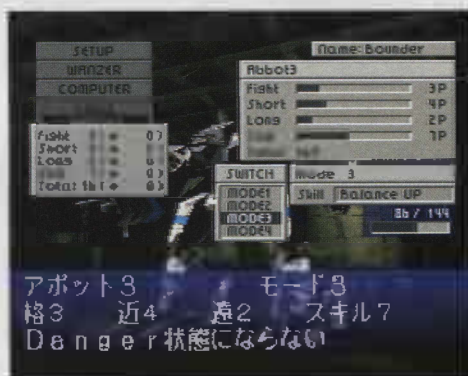 SETUP
WANZER
COMPUTER
Name: Bounder
Abbot3
Fight 3P
Short 4P
Long 2P
7P
Fight 0)
Short
Long
Total
SWITCH
MODE1
MODE2
MODE3
MODE4
Mode 3
Skill Balance UP
86 / 144
アボット3 モード3
格3 近4 遠2 スキル7
Danger状態にならない